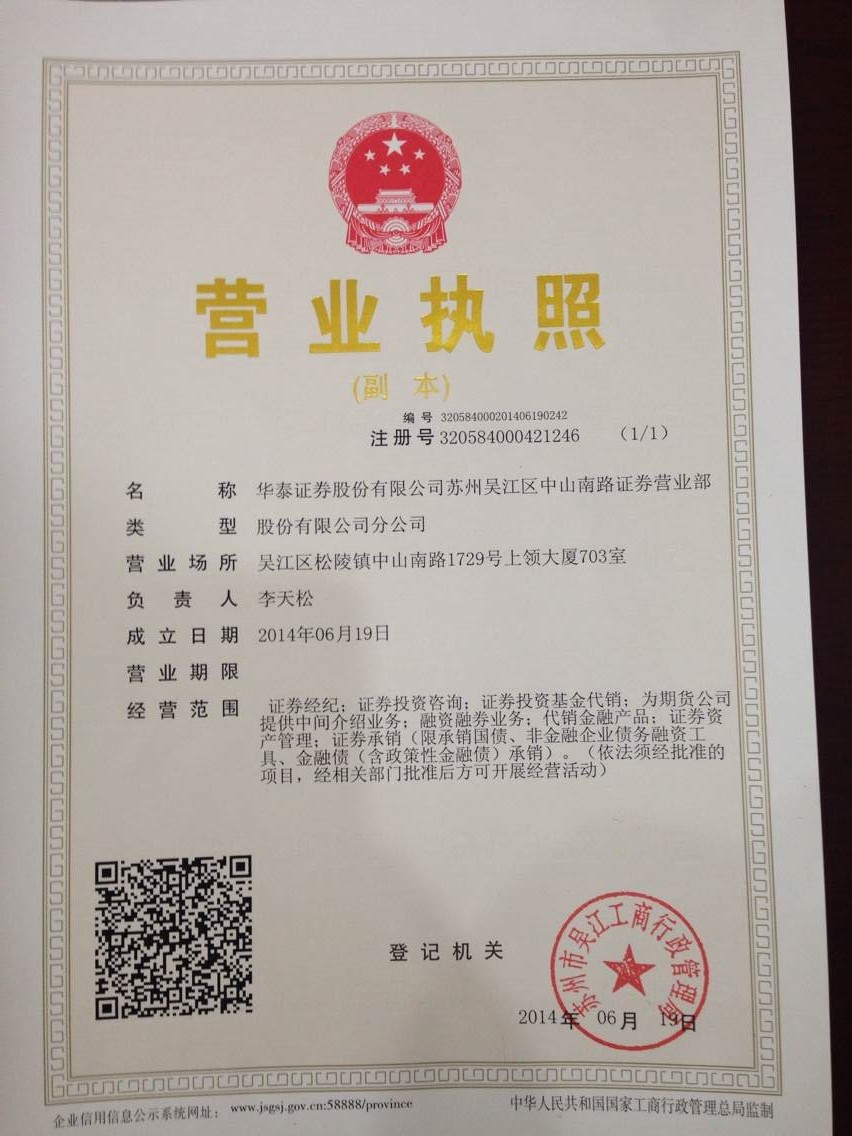 营业执照
(副 本)
编 号 320584000201406190242
注册号 320584000421246 (1/1)
名 称 华泰证券股份有限公司苏州吴江区中山南路证券营业部
类 型 股份有限公司分公司
营业场所 吴江区松陵镇中山南路1729号上领大厦703室
负 责 人 李天松
成立日期 2014年06月19日
营业期限
经营范围 证券经纪；证券投资咨询；证券投资基金代销；为期货公司
提供中间介绍业务；融资融券业务；代销金融产品；证券资
产管理；证券承销（限承销国债、非金融企业债务融资工
具、金融债（含政策性金融债）承销）。（依法须经批准的
项目，经相关部门批准后方可开展经营活动）
苏州市吴江工商行政管理局
登记机关
2014年 06月 19日
企业信用信息公示系统网址： www.jsgsj.gov.cn:58888/province
中华人民共和国国家工商行政管理总局监制